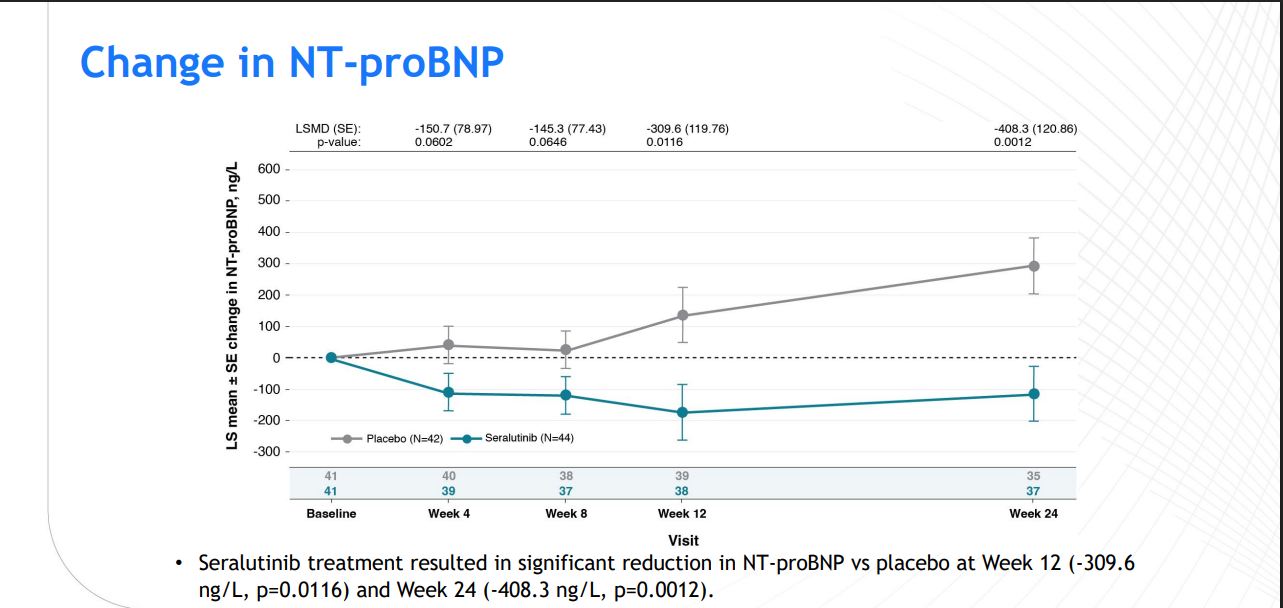 Change in NT-proBNP
LSMD (SE): -150.7 (78.97) -145.3 (77.43) -309.6 (119.76) -408.3 (120.86)
p-value: 0.0602 0.0646 0.0116 0.0012
LS mean ± SE change in NT-proBNP, ng/L
600
500
400
300
200
100
0
-100
-200
-300
Placebo (N=42) Seralutinib (N=44)
41 40 38 39 35
41 39 37 38 37
Baseline Week 4 Week 8 Week 12 Week 24
Visit
• Seralutinib treatment resulted in significant reduction in NT-proBNP vs placebo at Week 12 (-309.6
ng/L, p=0.0116) and Week 24 (-408.3 ng/L, p=0.0012).